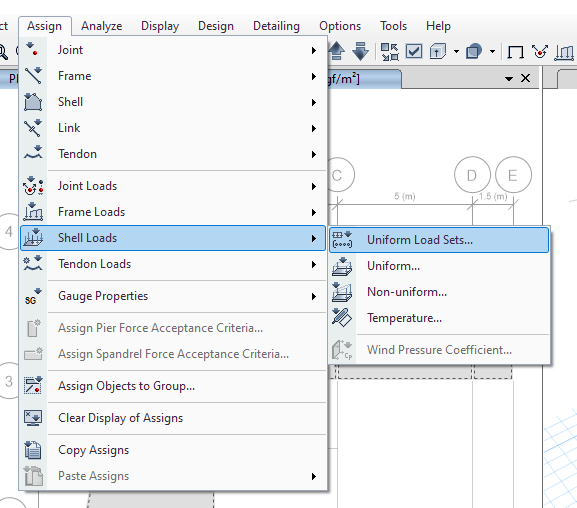 ct Assign Analyze Display Design Detailing Options Tools Help
Pl
gf/m²]
Joint
Frame
Shell
Link
Tendon
Joint Loads
Frame Loads
Shell Loads
Tendon Loads
SG Gauge Properties
Assign Pier Force Acceptance Criteria...
Assign Spandrel Force Acceptance Criteria...
Assign Objects to Group...
Clear Display of Assigns
Copy Assigns
Paste Assigns
Uniform Load Sets...
Uniform...
Non-uniform...
Temperature...
Cp Wind Pressure Coefficient...
C D E
5 (m) 1.5 (m)
4
3